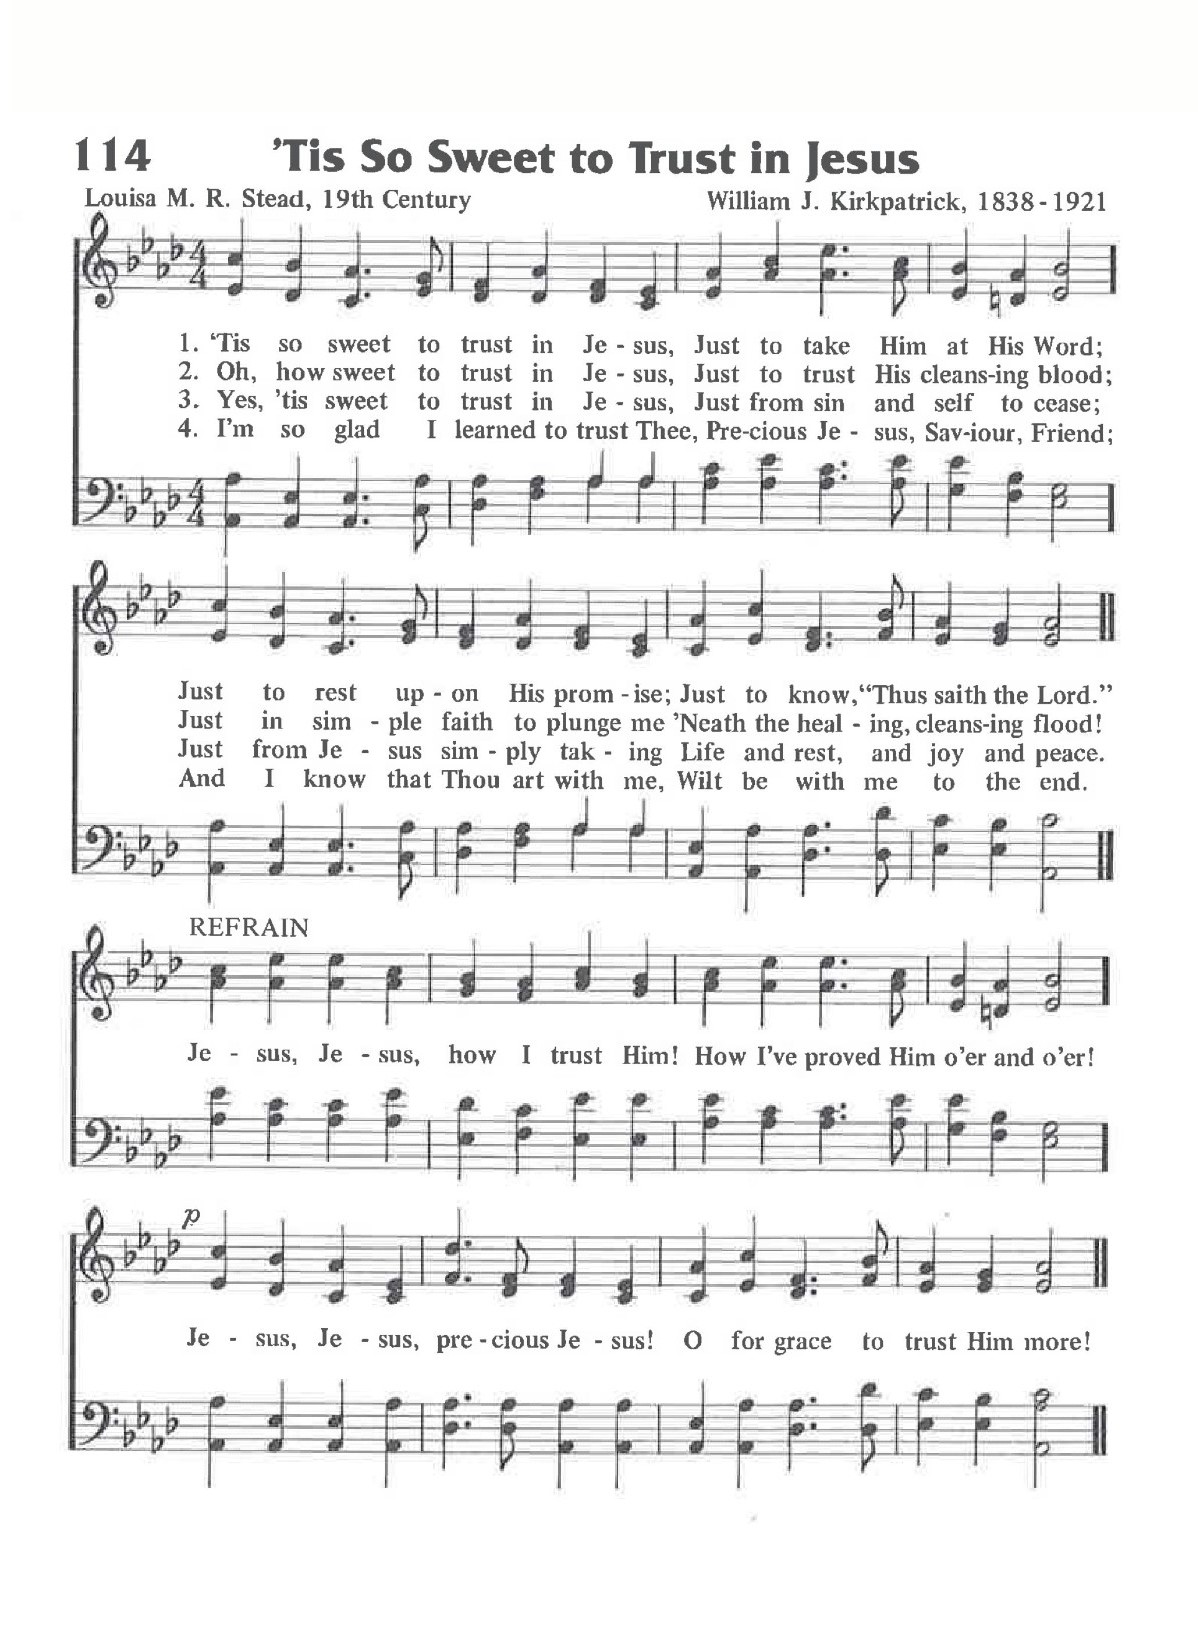 114 'Tis So Sweet to Trust in Jesus
Louisa M. R. Stead, 19th Century William J. Kirkpatrick, 1838-1921
1. ‘Tis so sweet to trust in Je - sus, Just to take Him at His Word;
2. Oh, how sweet to trust in Je - sus, Just to trust His cleans-ing blood;
3. Yes, 'tis sweet to trust in Je - sus, Just from sin and self to cease;
4. I'm so glad I learned to trust Thee, Pre-cious Je - sus, Sav-iour, Friend;
Just to rest up - on His prom - ise; Just to know, “Thus saith the Lord.”
Just in sim - ple faith to plunge me 'Neath the heal - ing, cleans-ing flood!
Just from Je - sus sim - ply tak - ing Life and rest, and joy and peace.
And I know that Thou art with me, Wilt be with me to the end.
REFRAIN
Je - sus, Je - sus, how I trust Him! How I've proved Him o'er and o'er!
p
Je - sus, Je - sus, pre - cious Je - sus! O for grace to trust Him more!